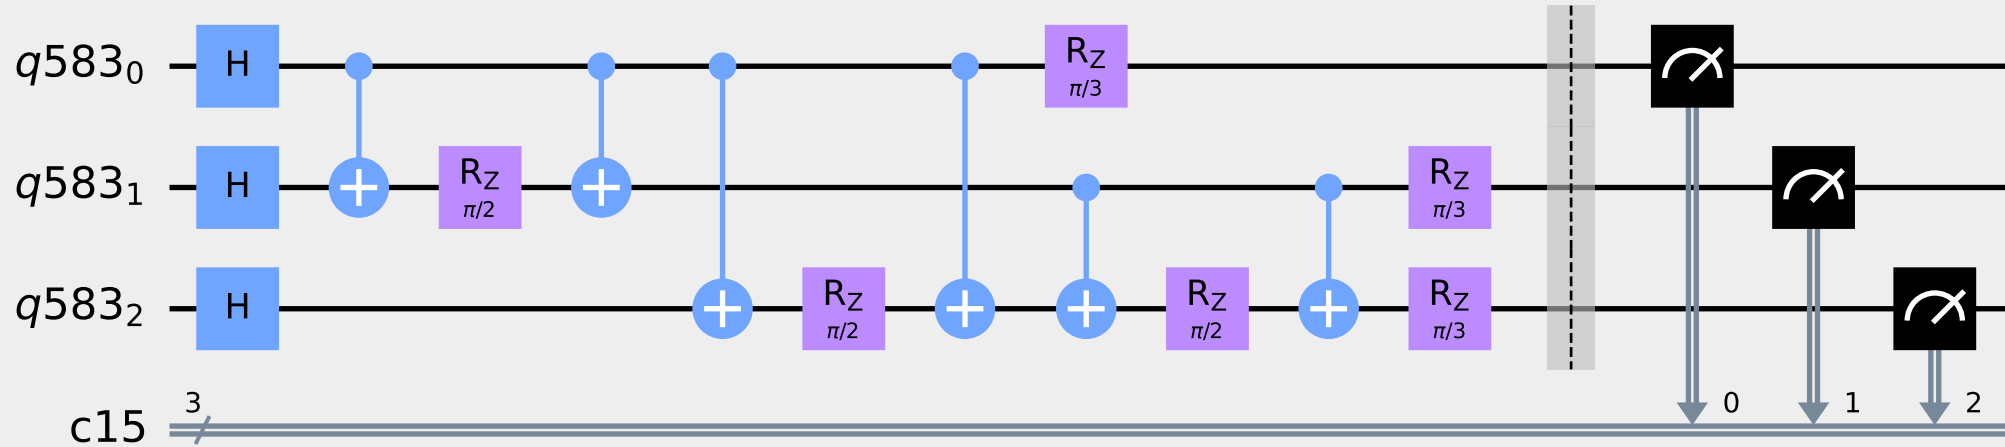 q583₀ H R_Z π/3
q583₁ H R_Z π/2 R_Z π/3
q583₂ H R_Z π/2 R_Z π/2 R_Z π/3
c15 3 0 1 2